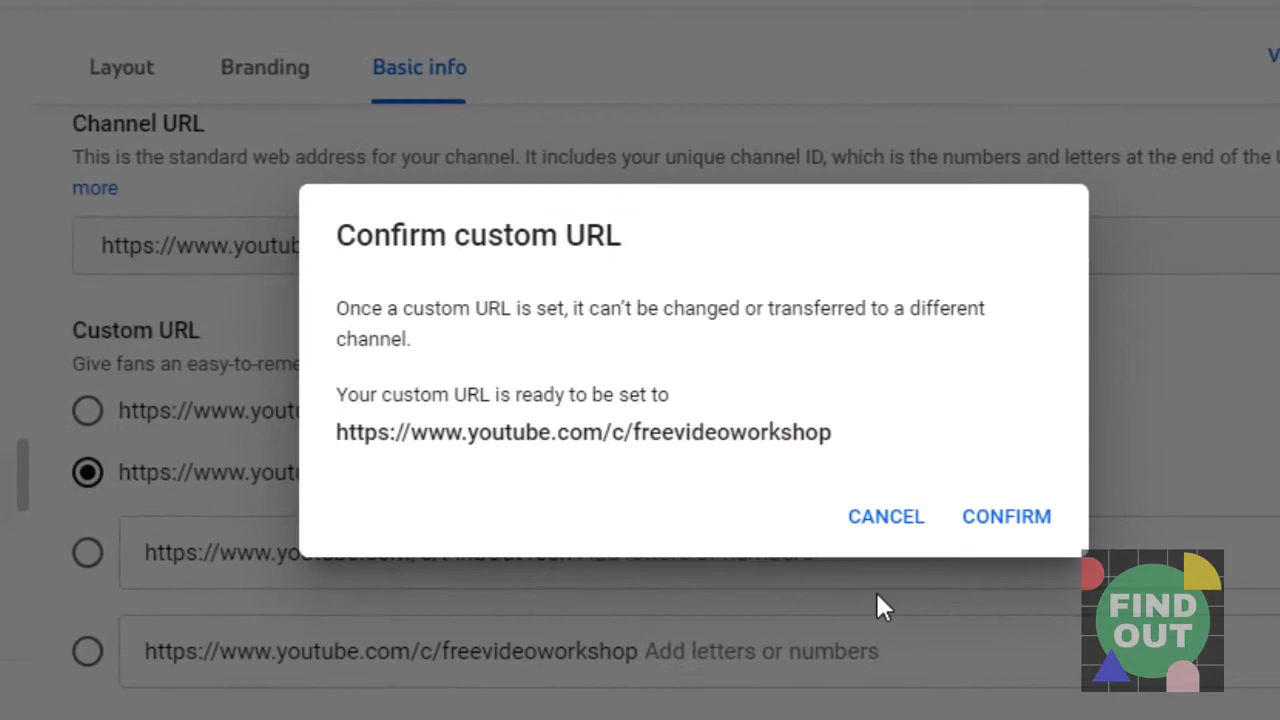 Layout
Branding
Basic info
V
Channel URL
This is the standard web address for your channel. It includes your unique channel ID, which is the numbers and letters at the end of the
more
https://www.youtub
Confirm custom URL
Once a custom URL is set, it can't be changed or transferred to a different
channel.
Your custom URL is ready to be set to
https://www.youtube.com/c/freevideoworkshop
CANCEL
CONFIRM
Custom URL
Give fans an easy-to-reme
https://www.yout
https://www.yout
https://www.yo
https://www.youtube.com/c/freevideoworkshop Add letters or numbers
FIND
OUT